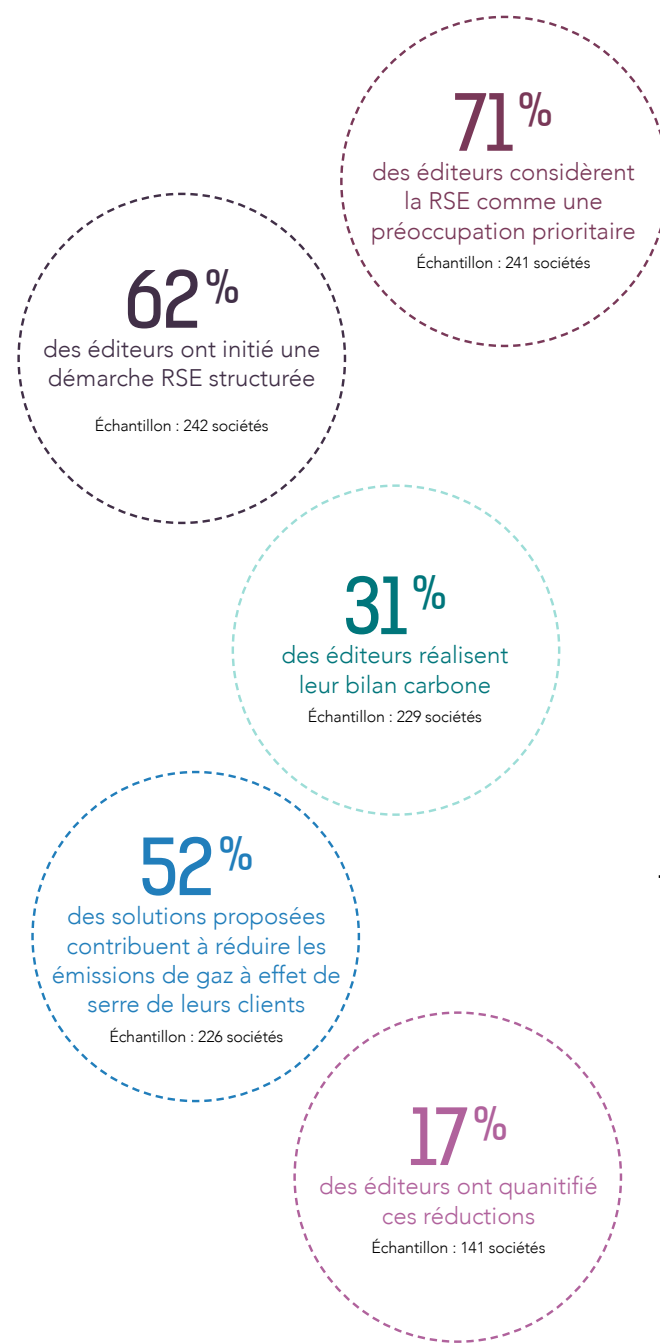 71%
des éditeurs considèrent
la RSE comme une
préoccupation prioritaire
Échantillon : 241 sociétés
62%
des éditeurs ont initié une
démarche RSE structurée
Échantillon : 242 sociétés
31%
des éditeurs réalisent
leur bilan carbone
Échantillon : 229 sociétés
52%
des solutions proposées
contribuent à réduire les
émissions de gaz à effet de
serre de leurs clients
Échantillon : 226 sociétés
17%
des éditeurs ont quanitifié
ces réductions
Échantillon : 141 sociétés